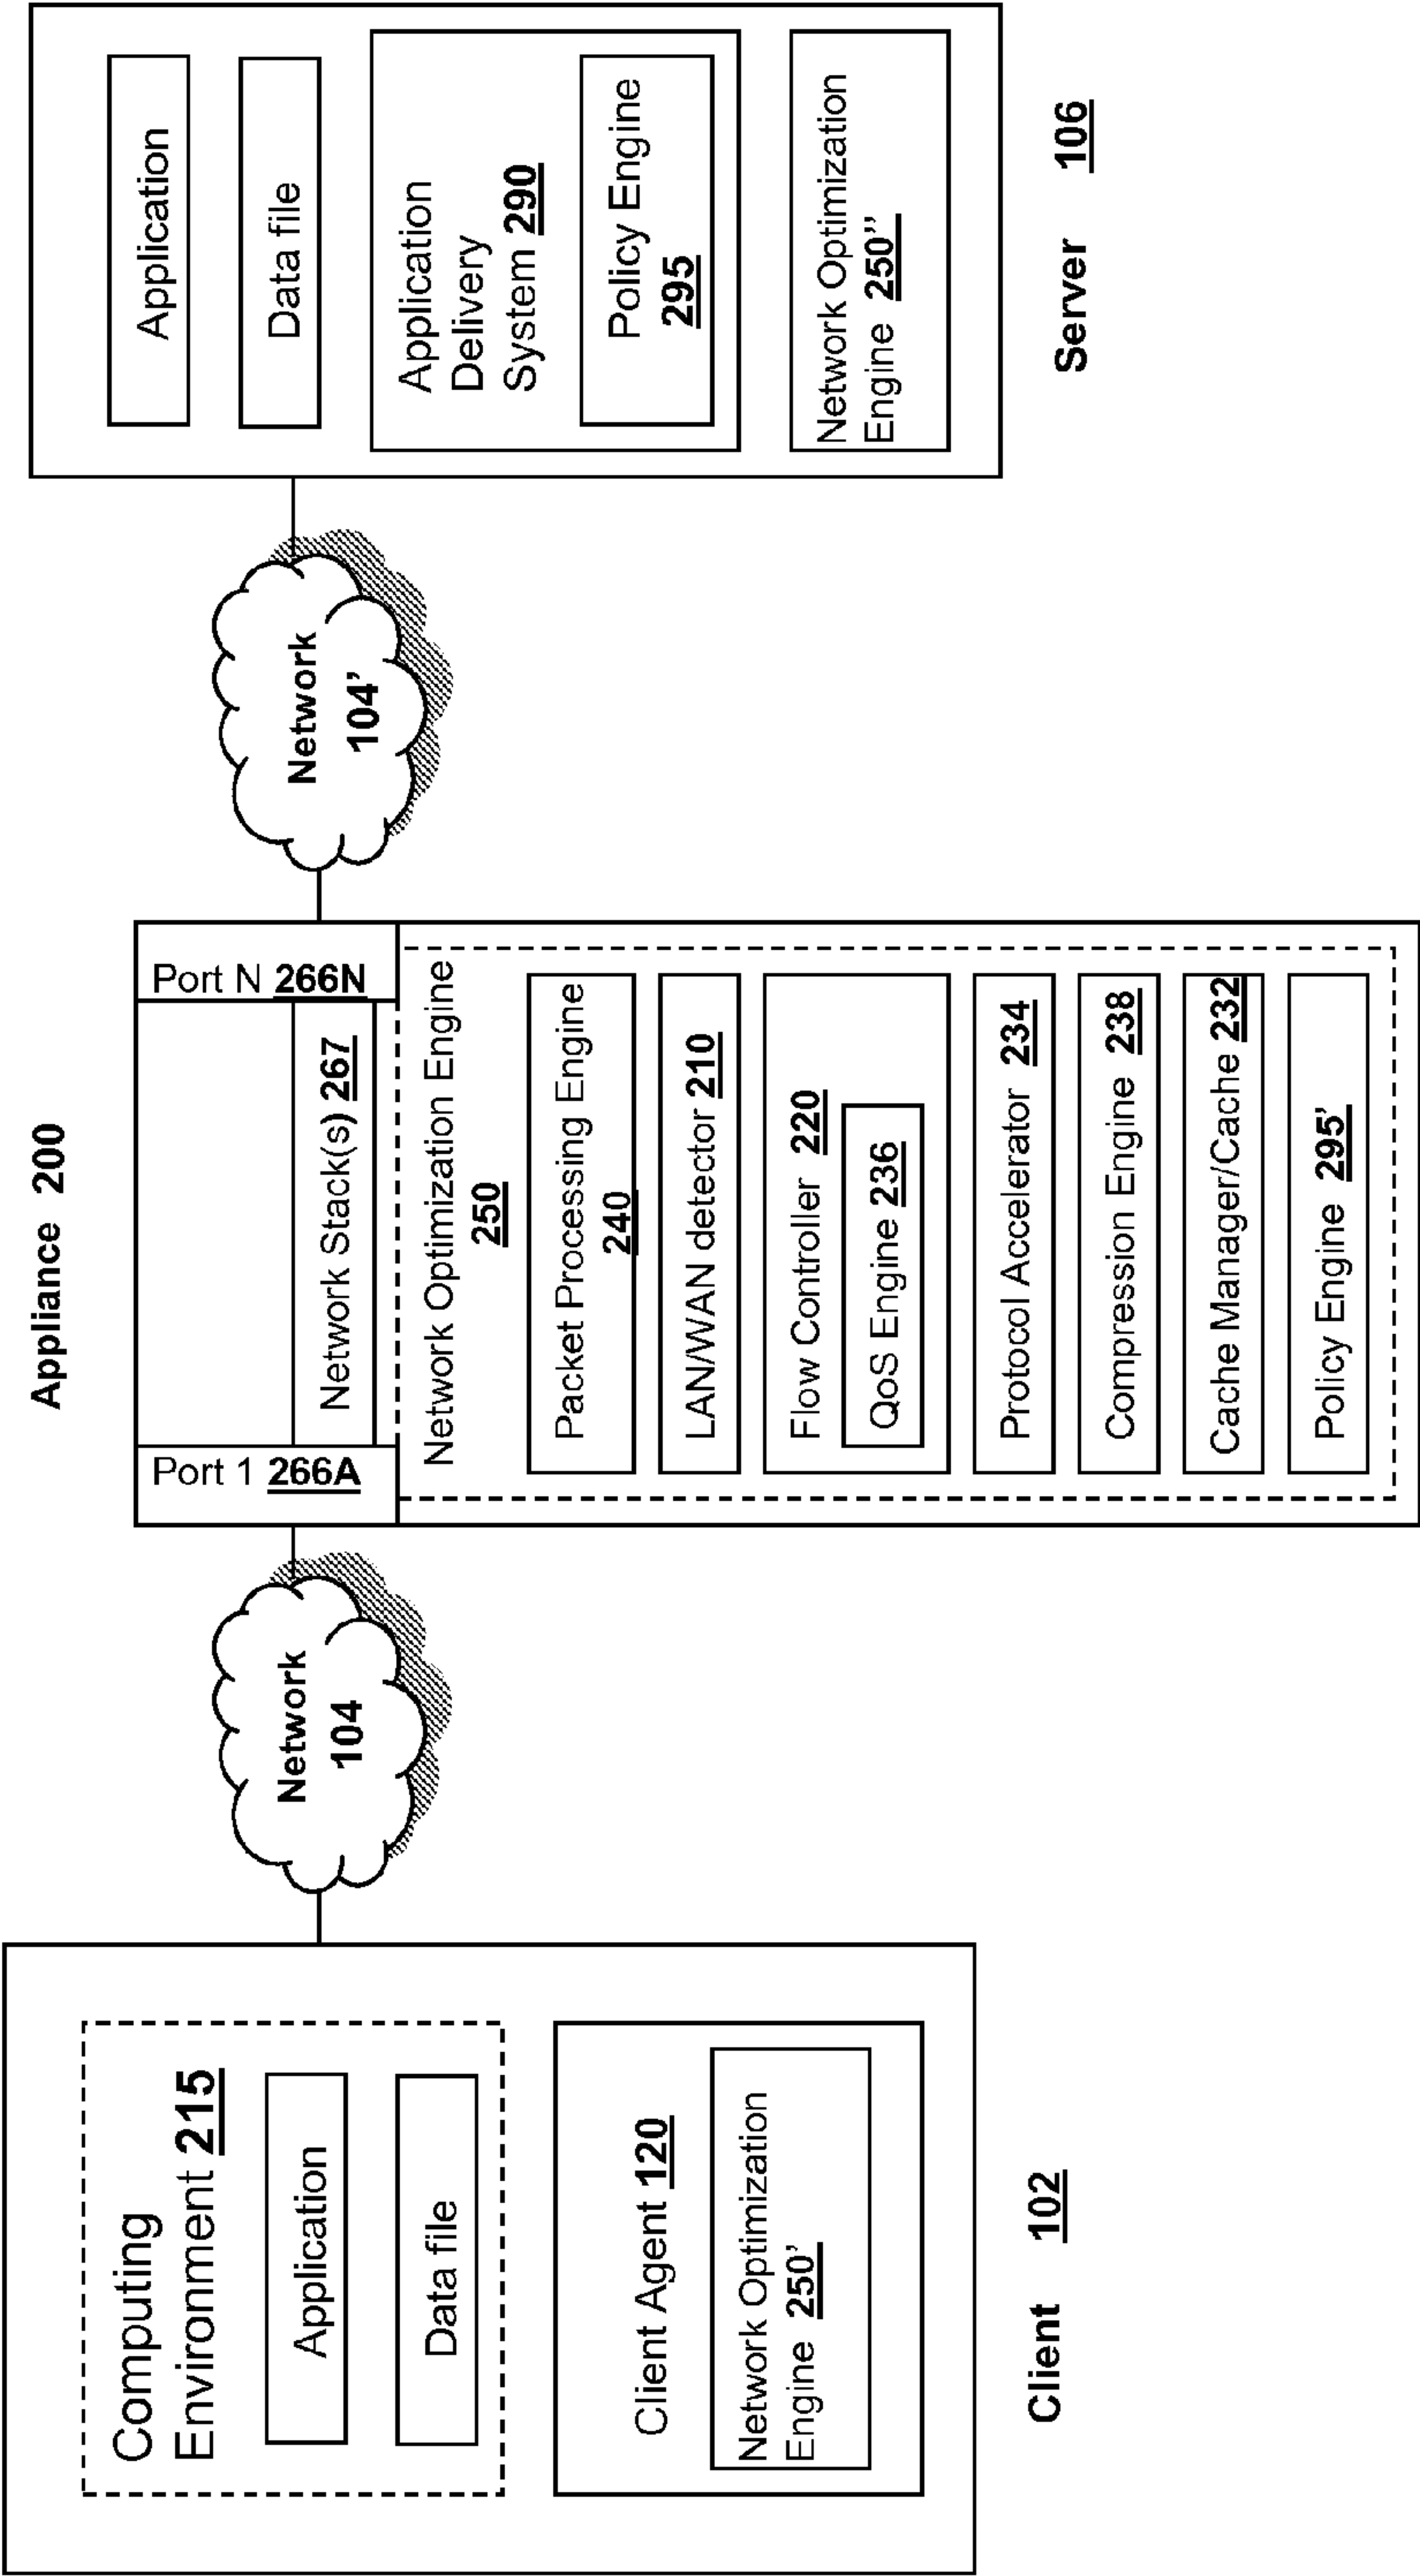 Appliance 200
Computing
Environment 215
Application
Data file
Client Agent 120
Network Optimization
Engine 250'
Client 102
Network
104
Port 1 266A
Port N 266N
Network Stack(s) 267
Network Optimization Engine
250
Packet Processing Engine
240
LAN/WAN detector 210
Flow Controller 220
QoS Engine 236
Protocol Accelerator 234
Compression Engine 238
Cache Manager/Cache 232
Policy Engine 295'
Network
104'
Application
Data file
Application
Delivery
System 290
Policy Engine
295
Network Optimization
Engine 250''
Server 106